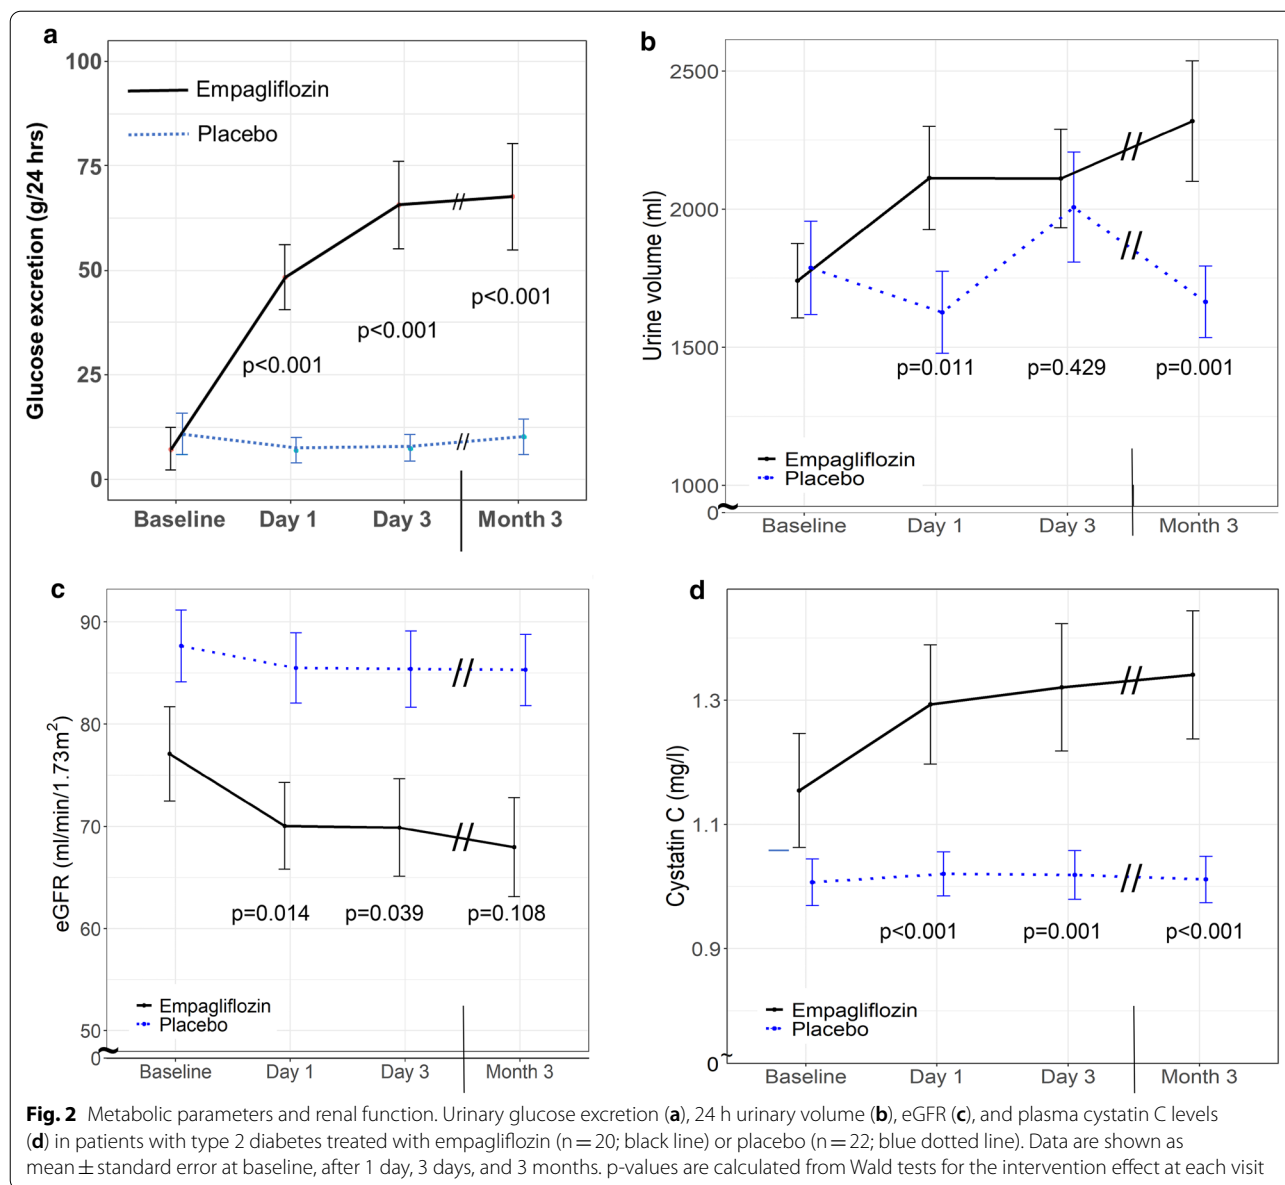 a
Glucose excretion (g/24 hrs)
100
75
50
25
0
Empagliflozin
Placebo
p<0.001
p<0.001
p<0.001
Baseline Day 1 Day 3 Month 3
b
Urine volume (ml)
2500
2000
1500
1000
0
p=0.011 p=0.429 p=0.001
Empagliflozin
Placebo
Baseline Day 1 Day 3 Month 3
c
eGFR (ml/min/1.73m²)
90
80
70
60
50
0
p=0.014 p=0.039 p=0.108
Empagliflozin
Placebo
Baseline Day 1 Day 3 Month 3
d
Cystatin C (mg/l)
1.3
1.1
0.9
0
p<0.001 p=0.001 p<0.001
Empagliflozin
Placebo
Baseline Day 1 Day 3 Month 3
Fig. 2 Metabolic parameters and renal function. Urinary glucose excretion (a), 24 h urinary volume (b), eGFR (c), and plasma cystatin C levels
(d) in patients with type 2 diabetes treated with empagliflozin (n = 20; black line) or placebo (n = 22; blue dotted line). Data are shown as
mean ± standard error at baseline, after 1 day, 3 days, and 3 months. p-values are calculated from Wald tests for the intervention effect at each visit